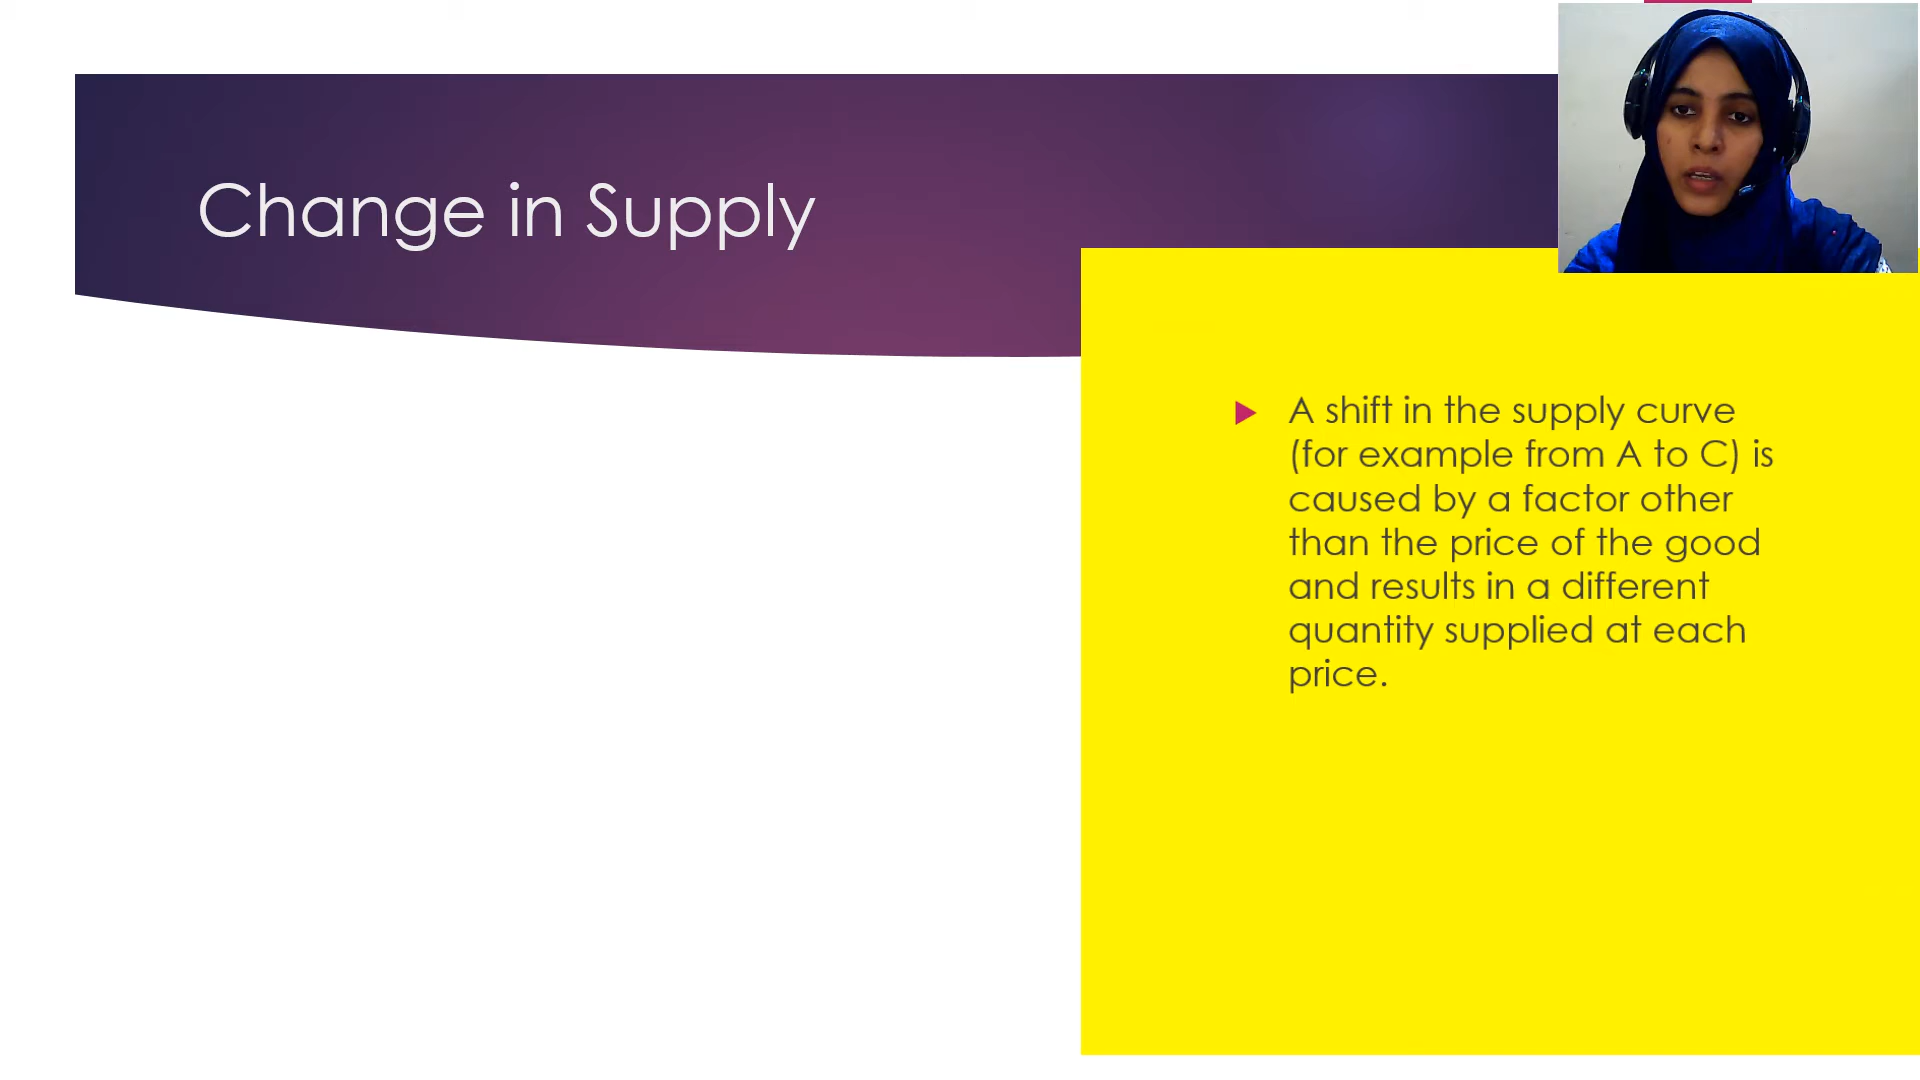 Change in Supply
A shift in the supply curve
(for example from A to C) is
caused by a factor other
than the price of the good
and results in a different
quantity supplied at each
price.